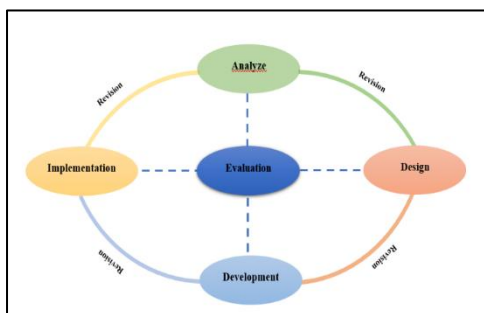 Analyze
Revision
Revision
Implementation
Evaluation
Design
Revision
Revision
Development